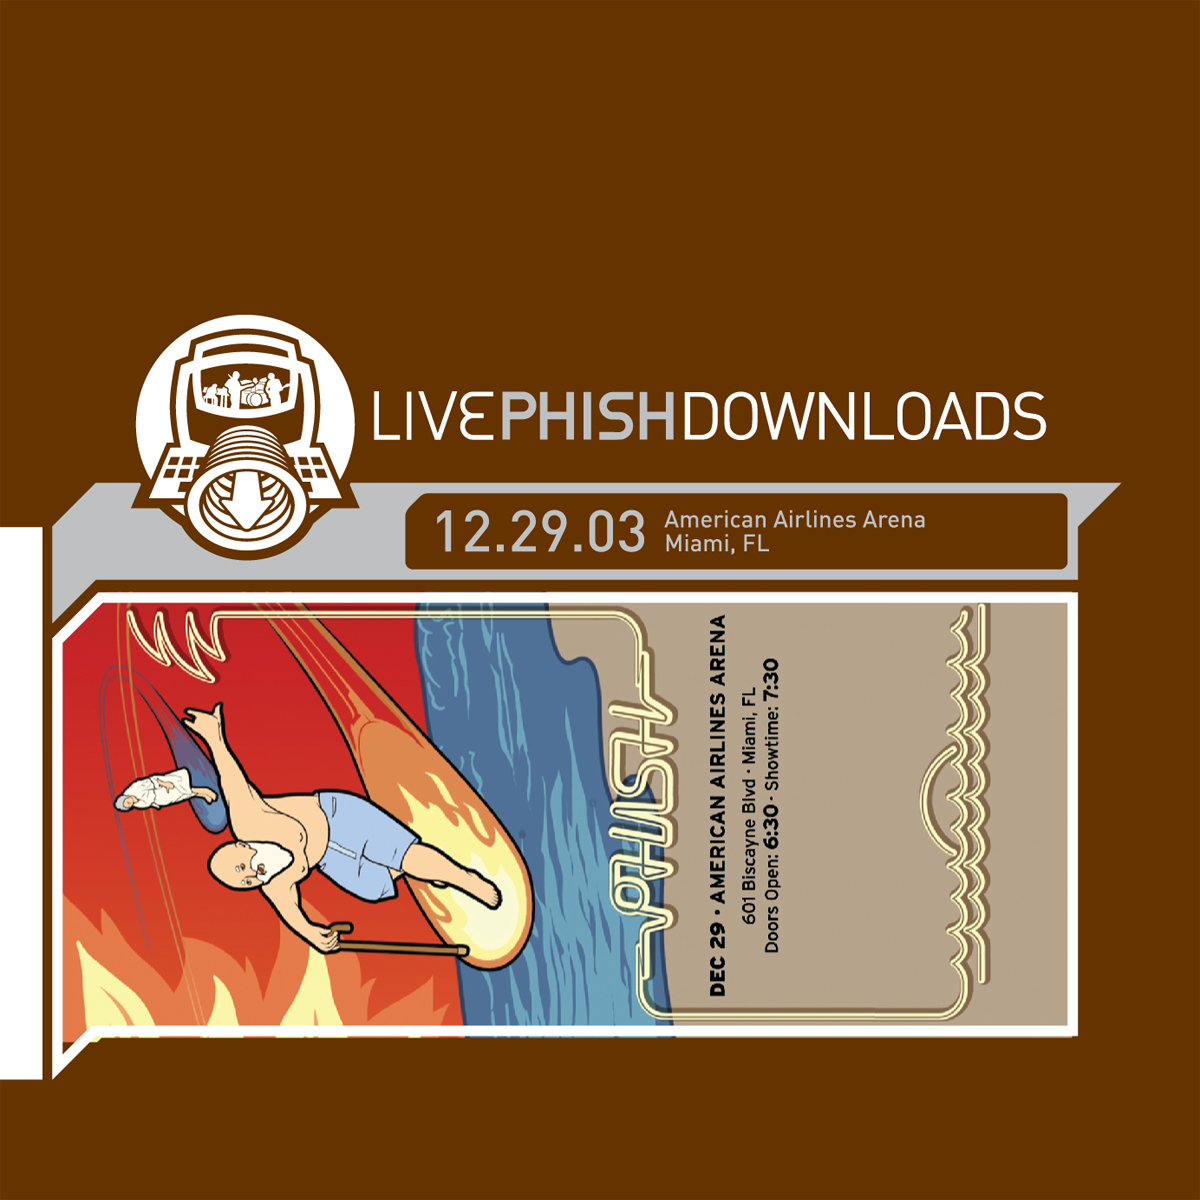 LIVEPHISHDOWNLOADS
12.29.03
American Airlines Arena
Miami, FL
PHISH
DEC 29 · AMERICAN AIRLINES ARENA
601 Biscayne Blvd · Miami, FL
Doors Open: 6:30 · Showtime: 7:30